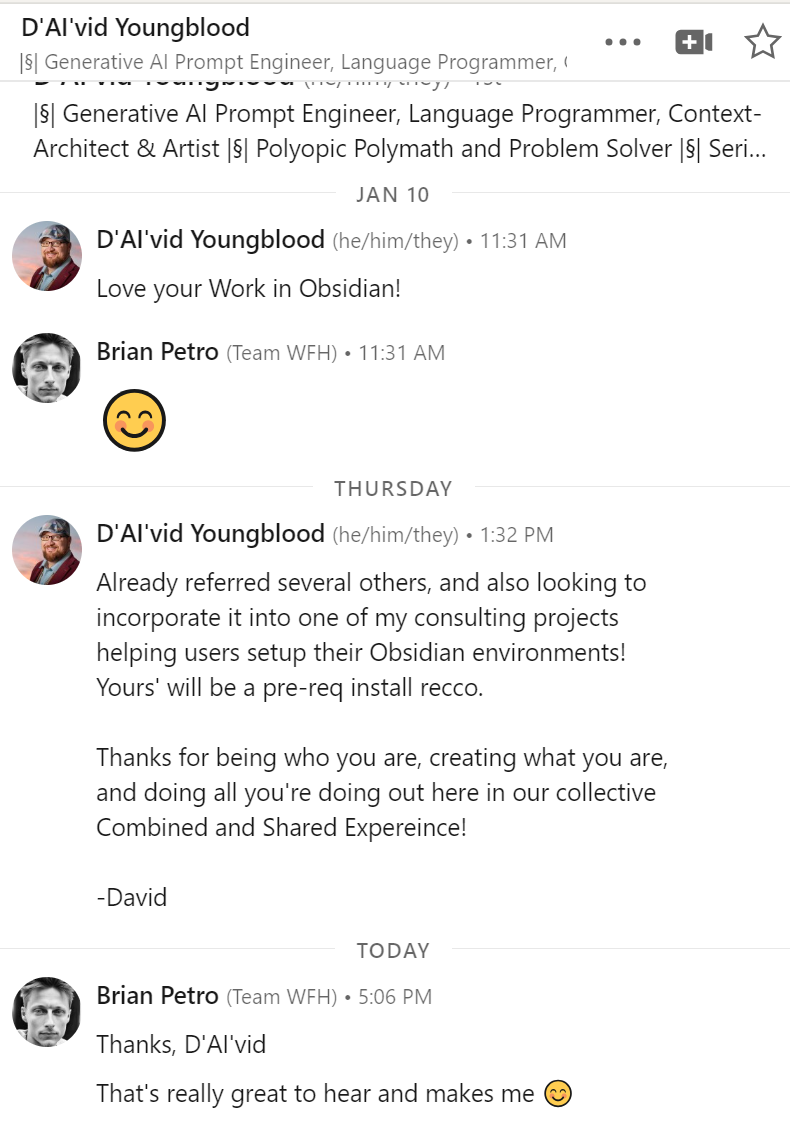 D'AI'vid Youngblood
|§| Generative AI Prompt Engineer, Language Programmer, 
D'AI'vid Youngblood (he/him/they) · 1st
|§| Generative AI Prompt Engineer, Language Programmer, Context-
Architect & Artist |§| Polyopic Polymath and Problem Solver |§| Seri...
JAN 10
D'AI'vid Youngblood (he/him/they) • 11:31 AM
Love your Work in Obsidian!
Brian Petro (Team WFH) • 11:31 AM
😊
THURSDAY
D'AI'vid Youngblood (he/him/they) • 1:32 PM
Already referred several others, and also looking to
incorporate it into one of my consulting projects
helping users setup their Obsidian environments!
Yours' will be a pre-req install recco.
Thanks for being who you are, creating what you are,
and doing all you're doing out here in our collective
Combined and Shared Expereince!
-David
TODAY
Brian Petro (Team WFH) • 5:06 PM
Thanks, D'AI'vid
That's really great to hear and makes me 😊